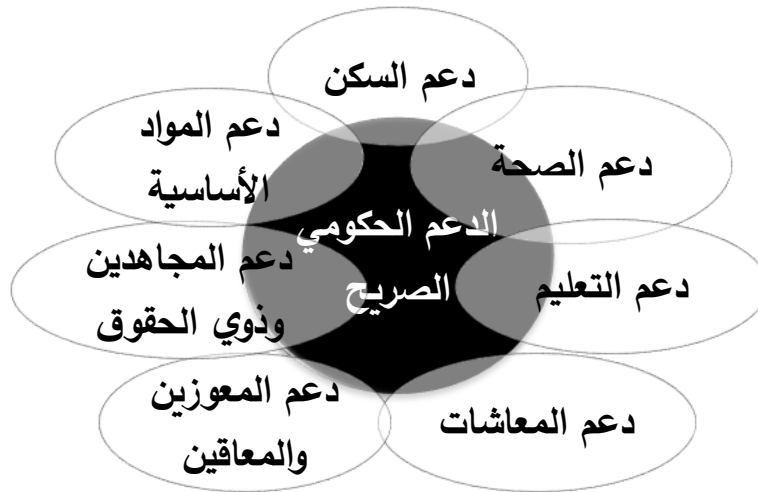 دعم السكن
دعم المواد
الأساسية
دعم الصحة
الدعم الحكومي
الصريح
دعم المجاهدين
وذوي الحقوق
دعم التعليم
دعم المعوزين
والمعاقين
دعم المعاشات